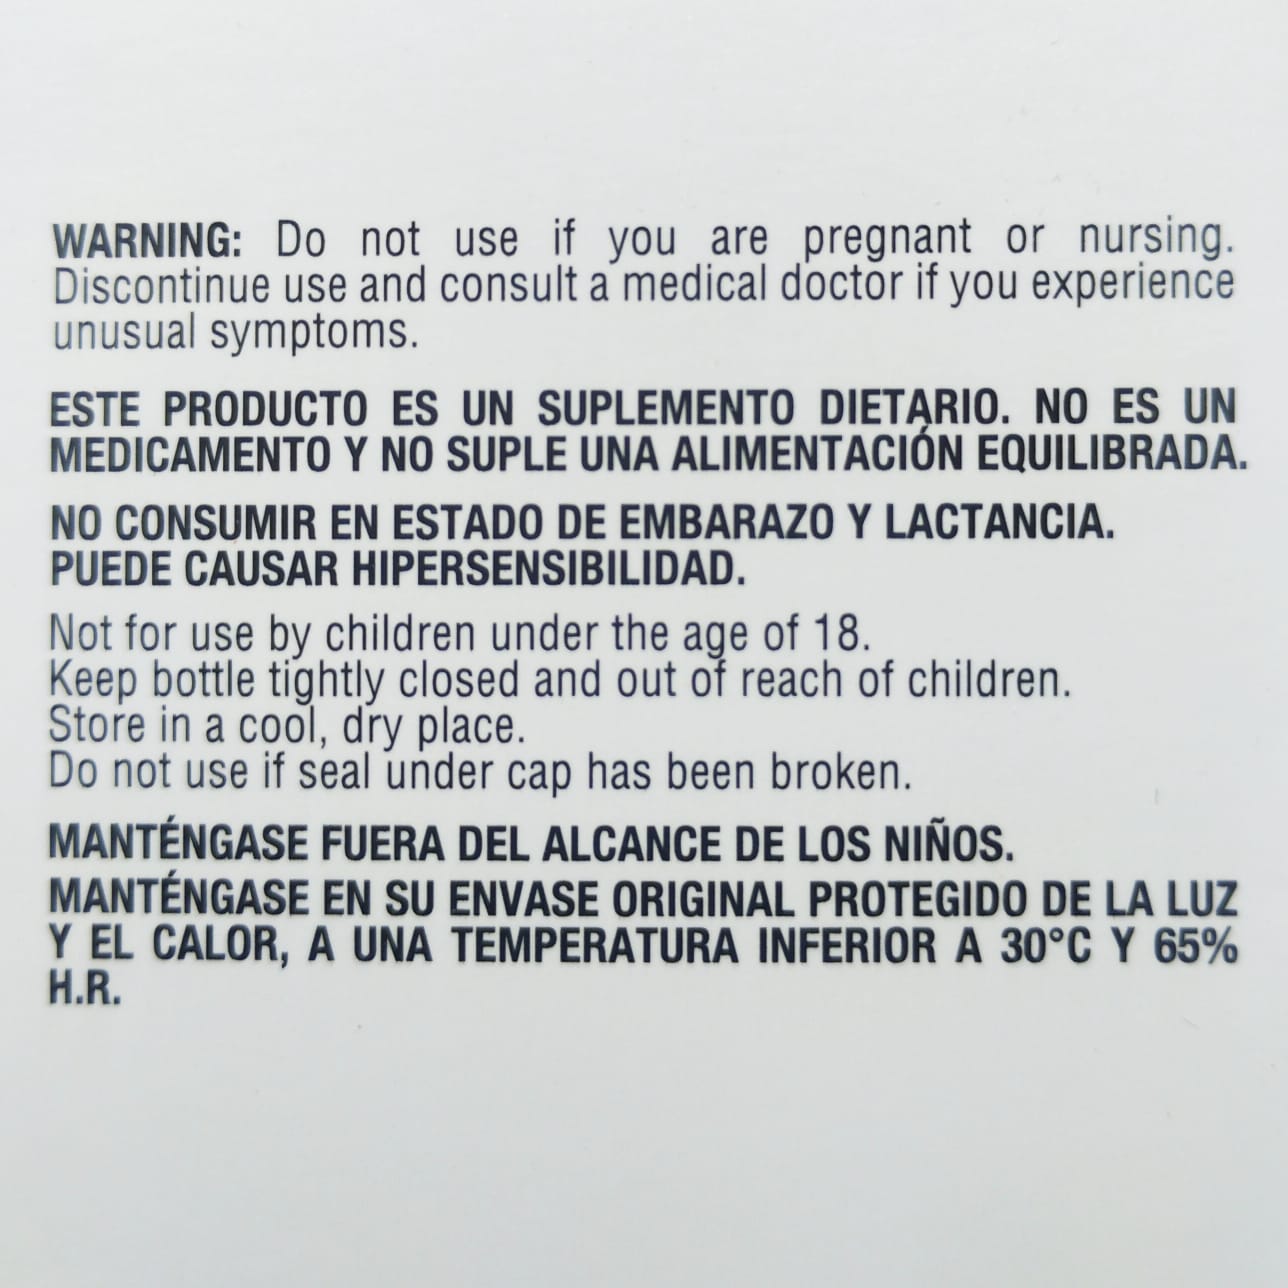 WARNING: Do not use if you are pregnant or nursing.
Discontinue use and consult a medical doctor if you experience
unusual symptoms.
ESTE PRODUCTO ES UN SUPLEMENTO DIETARIO. NO ES UN
MEDICAMENTO Y NO SUPLE UNA ALIMENTACIÓN EQUILIBRADA.
NO CONSUMIR EN ESTADO DE EMBARAZO Y LACTANCIA.
PUEDE CAUSAR HIPERSENSIBILIDAD.
Not for use by children under the age of 18.
Keep bottle tightly closed and out of reach of children.
Store in a cool, dry place.
Do not use if seal under cap has been broken.
MANTÉNGASE FUERA DEL ALCANCE DE LOS NIÑOS.
MANTÉNGASE EN SU ENVASE ORIGINAL PROTEGIDO DE LA LUZ
Y EL CALOR, A UNA TEMPERATURA INFERIOR A 30°C Y 65%
H.R.